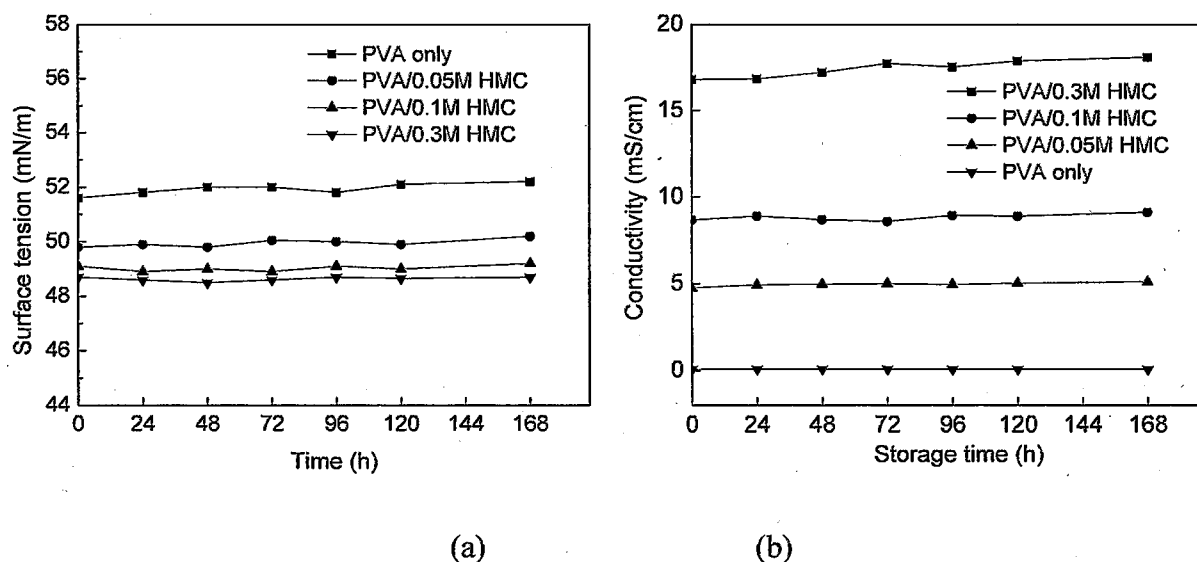 58
56
54
52
50
48
46
44
Surface tension (mN/m)
PVA only
PVA/0.05M HMC
PVA/0.1M HMC
PVA/0.3M HMC
0 24 48 72 96 120 144 168
Time (h)
(a)
20
15
10
5
0
Conductivity (mS/cm)
PVA/0.3M HMC
PVA/0.1M HMC
PVA/0.05M HMC
PVA only
0 24 48 72 96 120 144 168
Storage time (h)
(b)